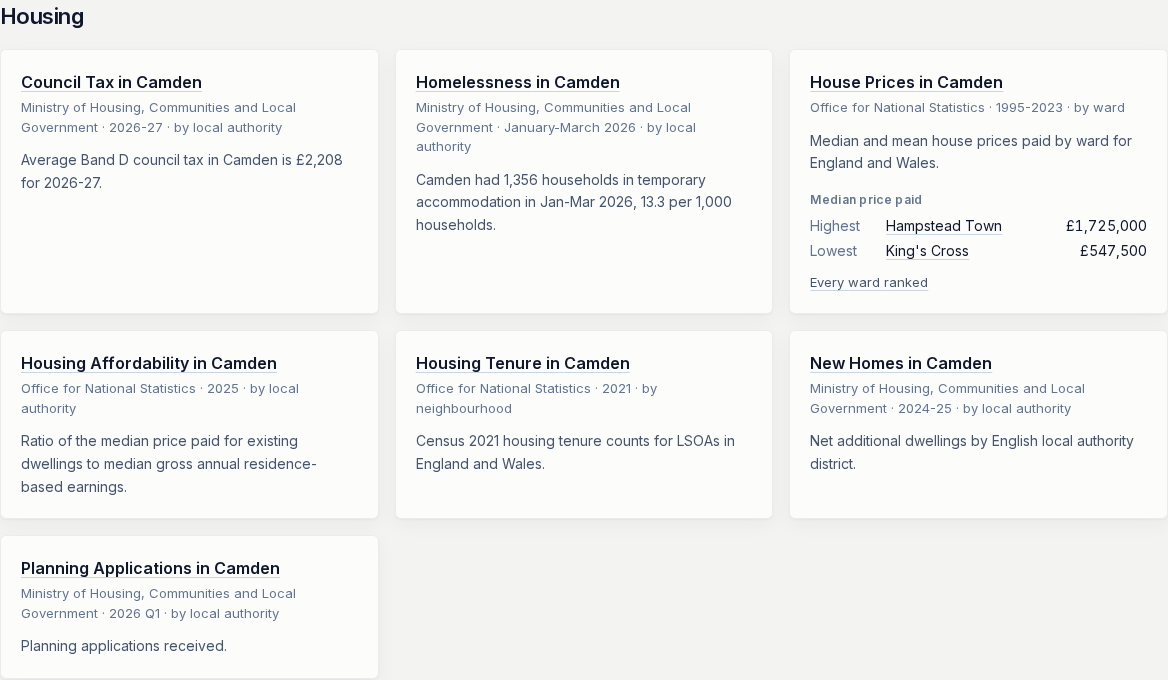 Housing
Council Tax in Camden
Ministry of Housing, Communities and Local
Government · 2026-27 · by local authority
Average Band D council tax in Camden is £2,208
for 2026-27.
Homelessness in Camden
Ministry of Housing, Communities and Local
Government · January-March 2026 · by local
authority
Camden had 1,356 households in temporary
accommodation in Jan-Mar 2026, 13.3 per 1,000
households.
House Prices in Camden
Office for National Statistics · 1995-2023 · by ward
Median and mean house prices paid by ward for
England and Wales.
Median price paid
Highest Hampstead Town £1,725,000
Lowest King's Cross £547,500
Every ward ranked
Housing Affordability in Camden
Office for National Statistics · 2025 · by local
authority
Ratio of the median price paid for existing
dwellings to median gross annual residence-
based earnings.
Housing Tenure in Camden
Office for National Statistics · 2021 · by
neighbourhood
Census 2021 housing tenure counts for LSOAs in
England and Wales.
New Homes in Camden
Ministry of Housing, Communities and Local
Government · 2024-25 · by local authority
Net additional dwellings by English local authority
district.
Planning Applications in Camden
Ministry of Housing, Communities and Local
Government · 2026 Q1 · by local authority
Planning applications received.